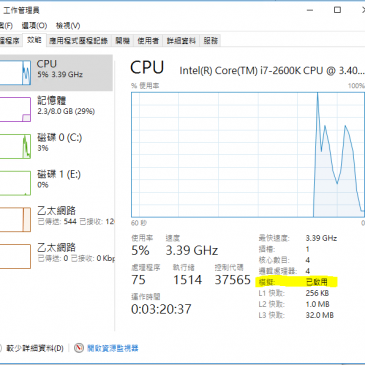 工作管理員
檔案(F) 選項(O) 檢視(V)
處理程序 效能 應用程式歷程記錄 開機 使用者 詳細資料 服務
CPU
5% 3.39 GHz
記憶體
2.3/8.0 GB (29%)
磁碟 0 (C:)
3%
磁碟 1 (E:)
0%
乙太網路
已傳送: 544 已接收: 12
乙太網路
已傳送: 0 已接收: 0 Kbp
CPU Intel(R) Core(TM) i7-2600K CPU @ 3.40...
% 使用率 100%
60 秒 0
使用率 速度
5% 3.39 GHz
處理程序 執行緒 控制代碼
75 1514 37565
運作時間
0:03:20:37
最快速度: 3.39 GHz
插槽: 1
核心數目: 4
邏輯處理器: 4
模擬: 已啟用
L1 快取: 256 KB
L2 快取: 1.0 MB
L3 快取: 32.0 MB
較少詳細資料(D) 開啟資源監視器